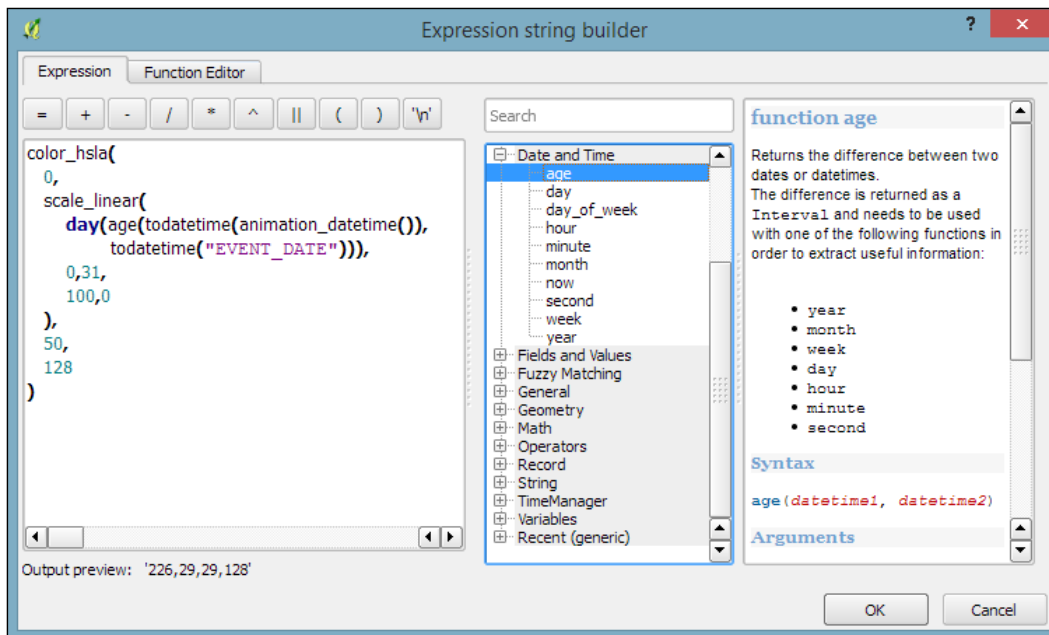 Expression string builder
?
×
Expression
Function Editor
= + - / * ^ || ( ) '\n'
color_hsla(
0,
scale_linear(
day(age(todatetime(animation_datetime()),
todatetime("EVENT_DATE"))),
0,31,
100,0
),
50,
128
)
Output preview: '226,29,29,128'
Search
Date and Time
age
day
day_of_week
hour
minute
month
now
second
week
year
Fields and Values
Fuzzy Matching
General
Geometry
Math
Operators
Record
String
TimeManager
Variables
Recent (generic)
function age
Returns the difference between two
dates or datetimes.
The difference is returned as a
Interval and needs to be used
with one of the following functions in
order to extract useful information:
• year
• month
• week
• day
• hour
• minute
• second
Syntax
age(datetime1, datetime2)
Arguments
OK
Cancel